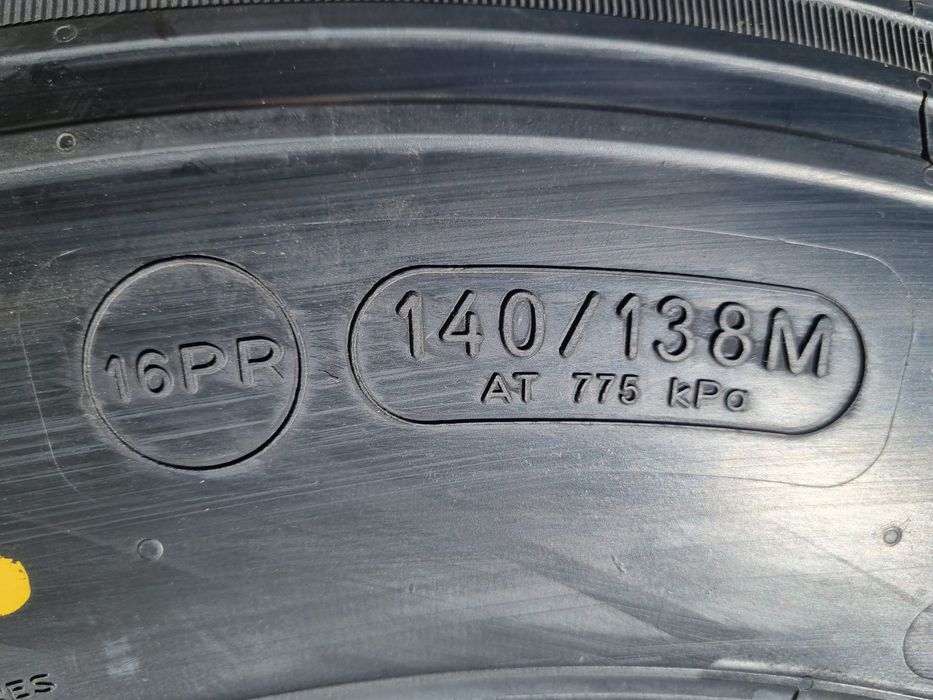 16PR
140/138M
AT 775 kPa